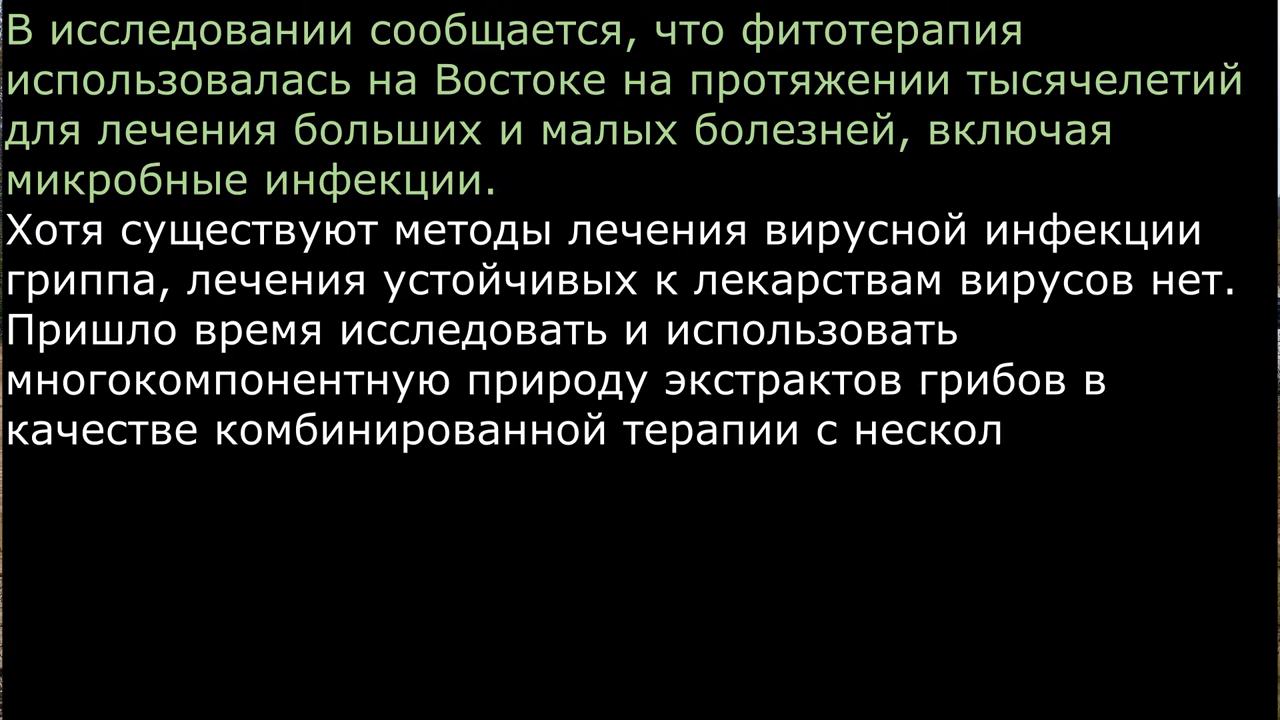 В исследовании сообщается, что фитотерапия
использовалась на Востоке на протяжении тысячелетий
для лечения больших и малых болезней, включая
микробные инфекции.
Хотя существуют методы лечения вирусной инфекции
гриппа, лечения устойчивых к лекарствам вирусов нет.
Пришло время исследовать и использовать
многокомпонентную природу экстрактов грибов в
качестве комбинированной терапии с нескол